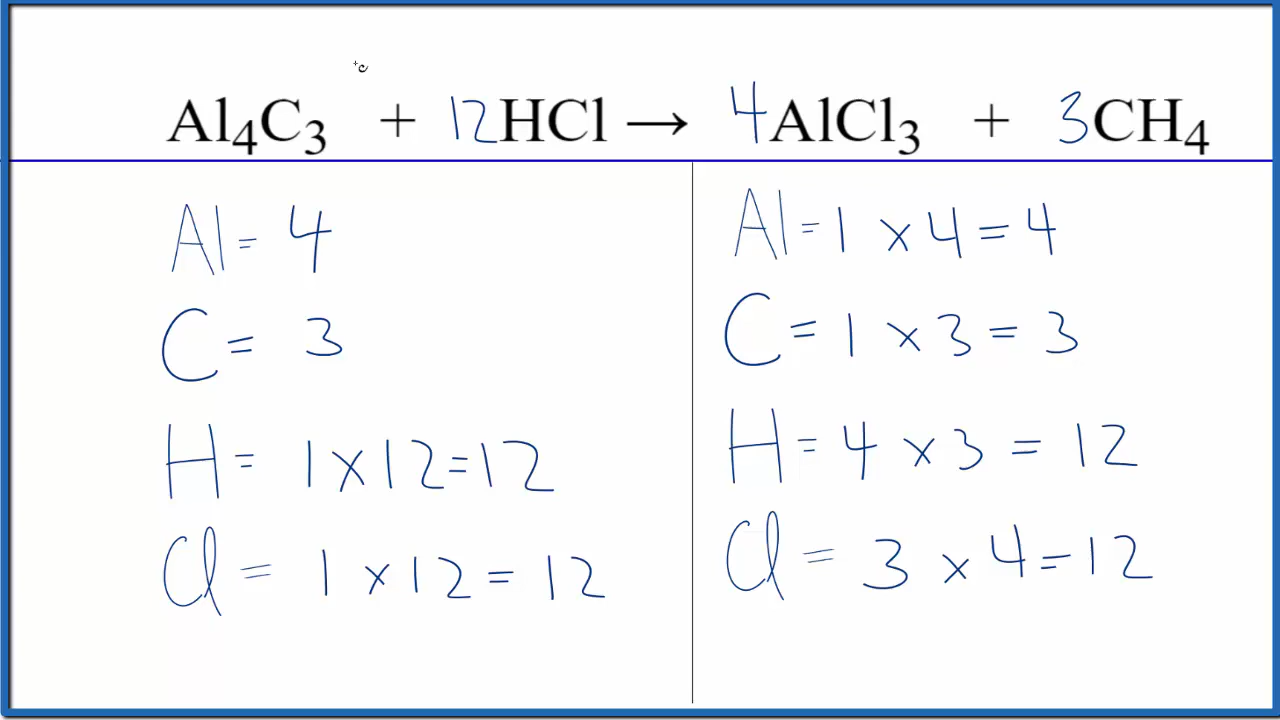 Al₄C₃ + 12HCl → 4AlCl₃ + 3CH₄
Al = 4
C = 3
H = 1 x 12 = 12
Cl = 1 x 12 = 12
Al = 1 x 4 = 4
C = 1 x 3 = 3
H = 4 x 3 = 12
Cl = 3 x 4 = 12